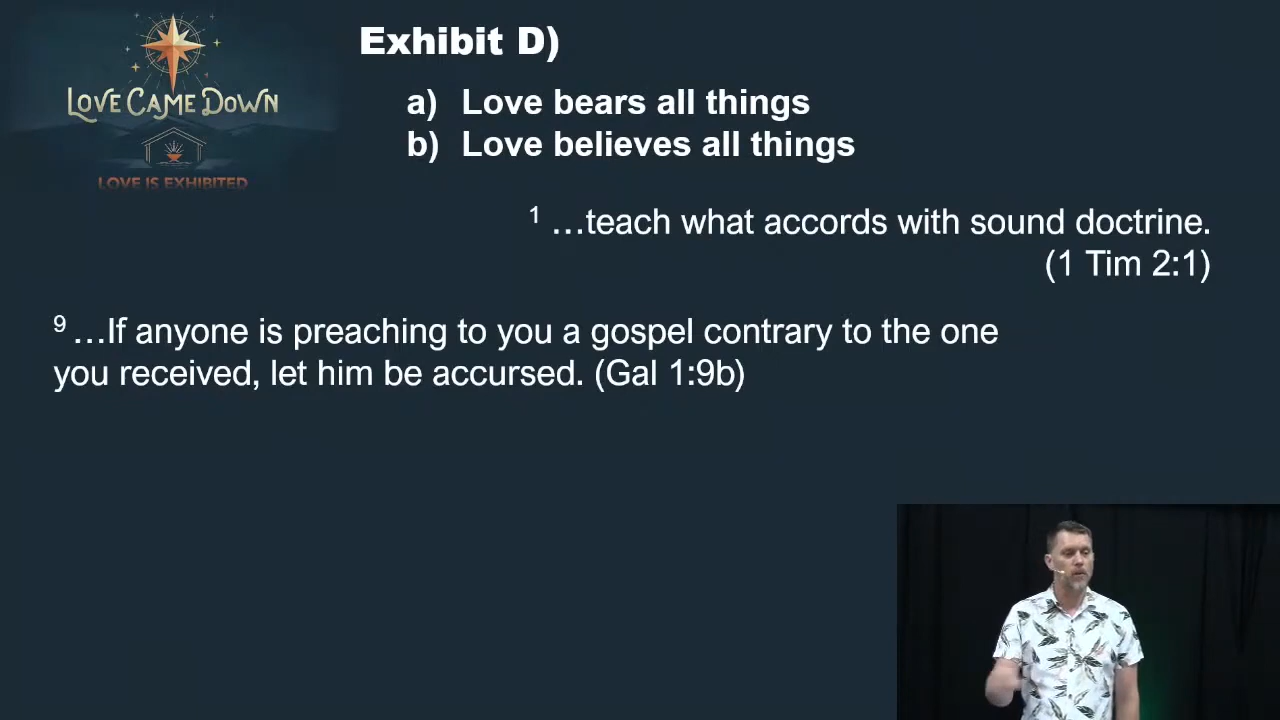 LOVE CAME DOWN
LOVE IS EXHIBITED
Exhibit D)
a) Love bears all things
b) Love believes all things
1 …teach what accords with sound doctrine.
(1 Tim 2:1)
9 …If anyone is preaching to you a gospel contrary to the one
you received, let him be accursed. (Gal 1:9b)